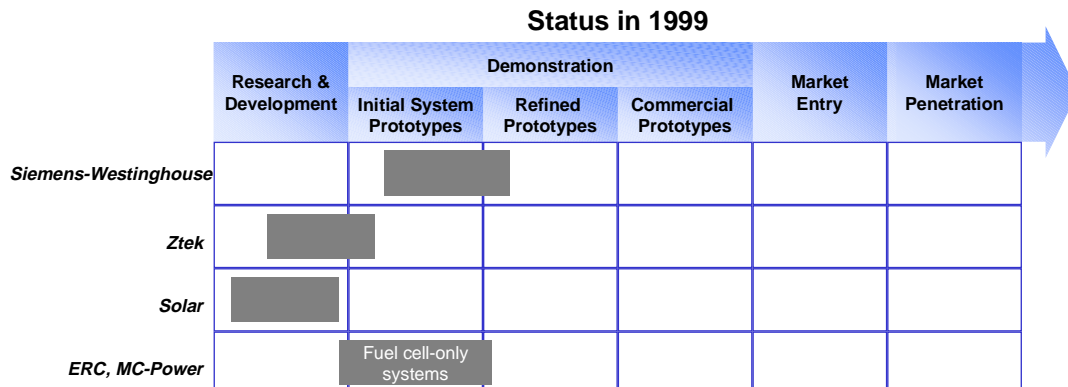 Status in 1999
Research &
Development
Demonstration
Initial System
Prototypes
Refined
Prototypes
Commercial
Prototypes
Market
Entry
Market
Penetration
Siemens-Westinghouse
Ztek
Solar
ERC, MC-Power
Fuel cell-only
systems